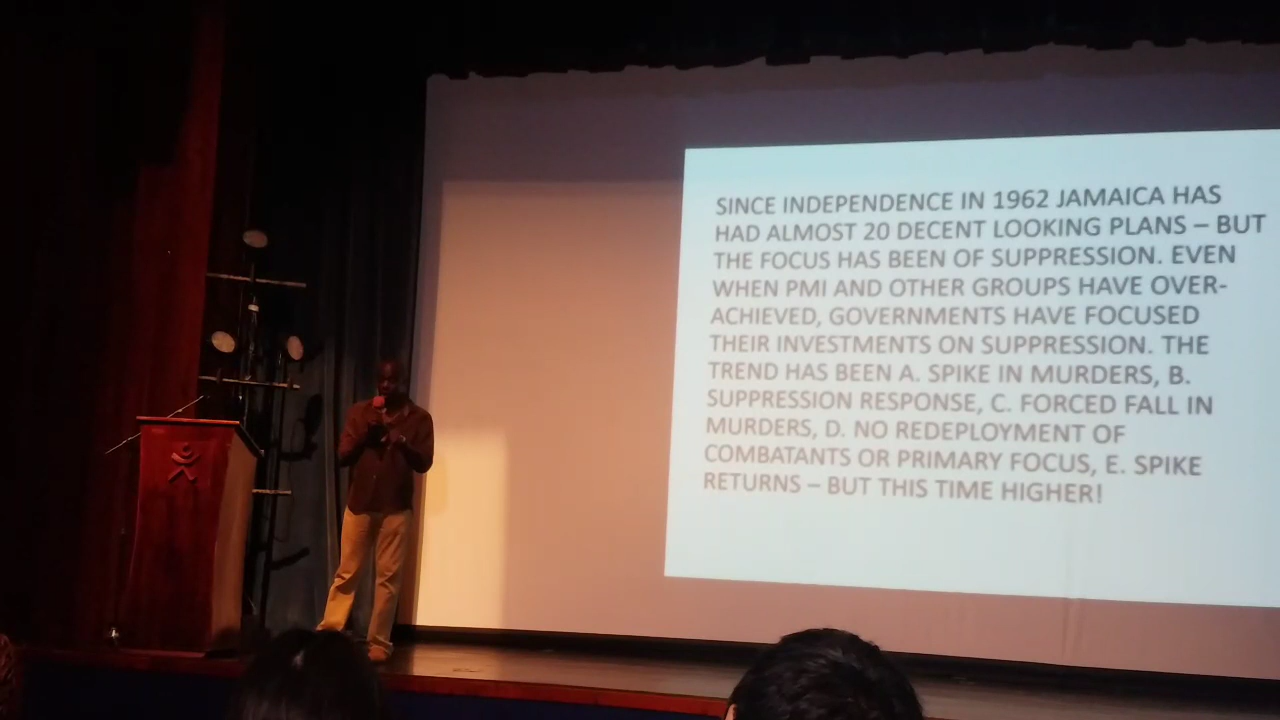 SINCE INDEPENDENCE IN 1962 JAMAICA HAS
HAD ALMOST 20 DECENT LOOKING PLANS – BUT
THE FOCUS HAS BEEN OF SUPPRESSION. EVEN
WHEN PMI AND OTHER GROUPS HAVE OVER-
ACHIEVED, GOVERNMENTS HAVE FOCUSED
THEIR INVESTMENTS ON SUPPRESSION. THE
TREND HAS BEEN A. SPIKE IN MURDERS, B.
SUPPRESSION RESPONSE, C. FORCED FALL IN
MURDERS, D. NO REDEPLOYMENT OF
COMBATANTS OR PRIMARY FOCUS, E. SPIKE
RETURNS – BUT THIS TIME HIGHER!